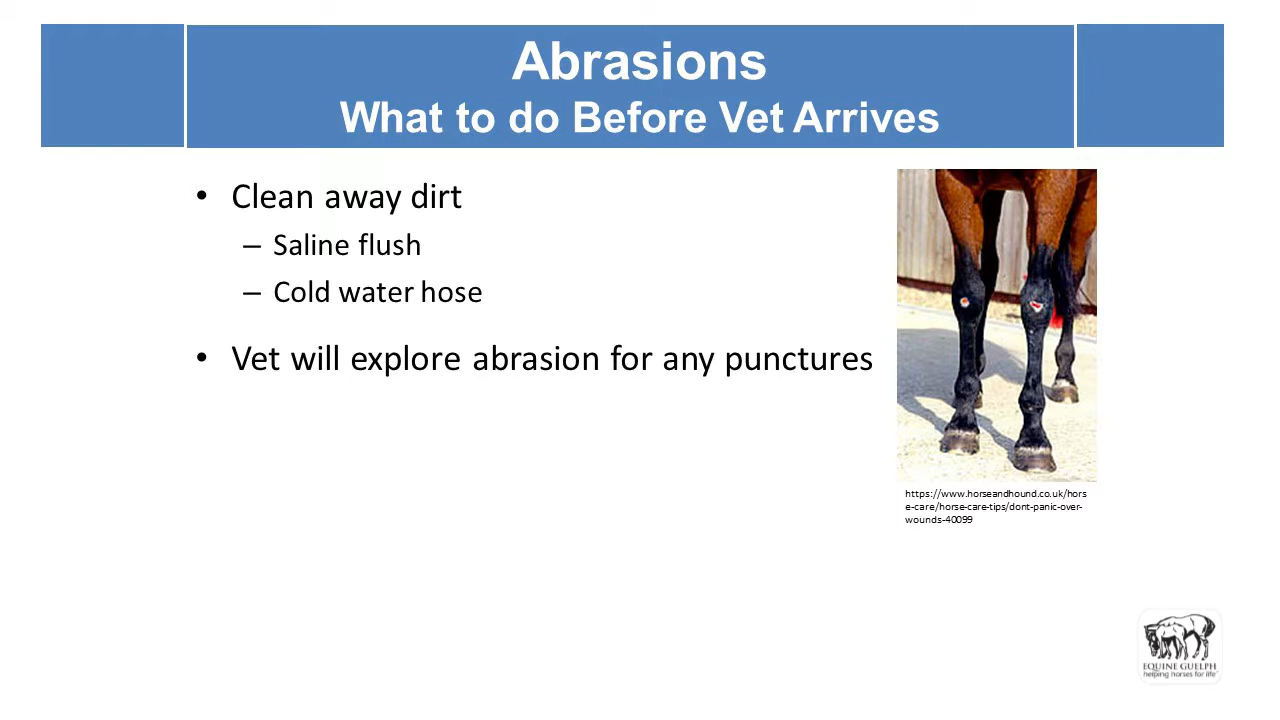 Abrasions
What to do Before Vet Arrives
• Clean away dirt
– Saline flush
– Cold water hose
• Vet will explore abrasion for any punctures
https://www.horseandhound.co.uk/hors
e-care/horse-care-tips/dont-panic-over-
wounds-40099
EQUINE GUELPH
helping horses for life™